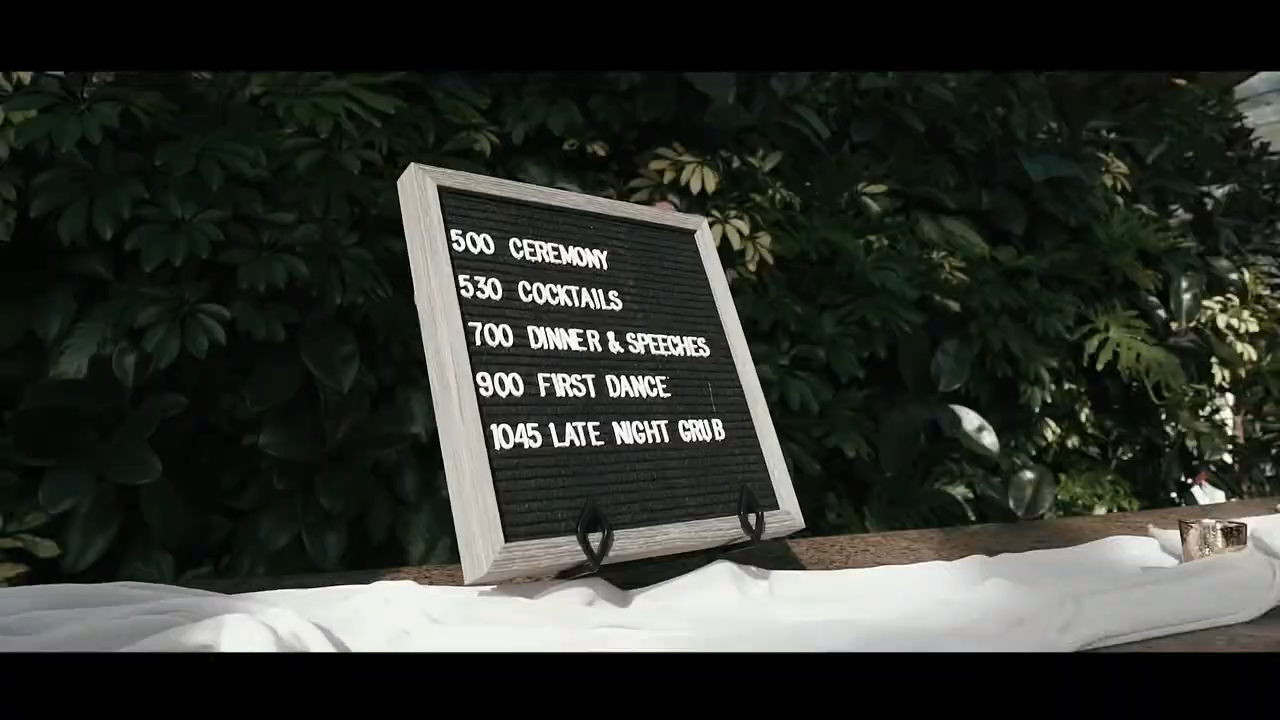 500 CEREMONY
530 COCKTAILS
700 DINNER & SPEECHES
900 FIRST DANCE
1045 LATE NIGHT GRUB